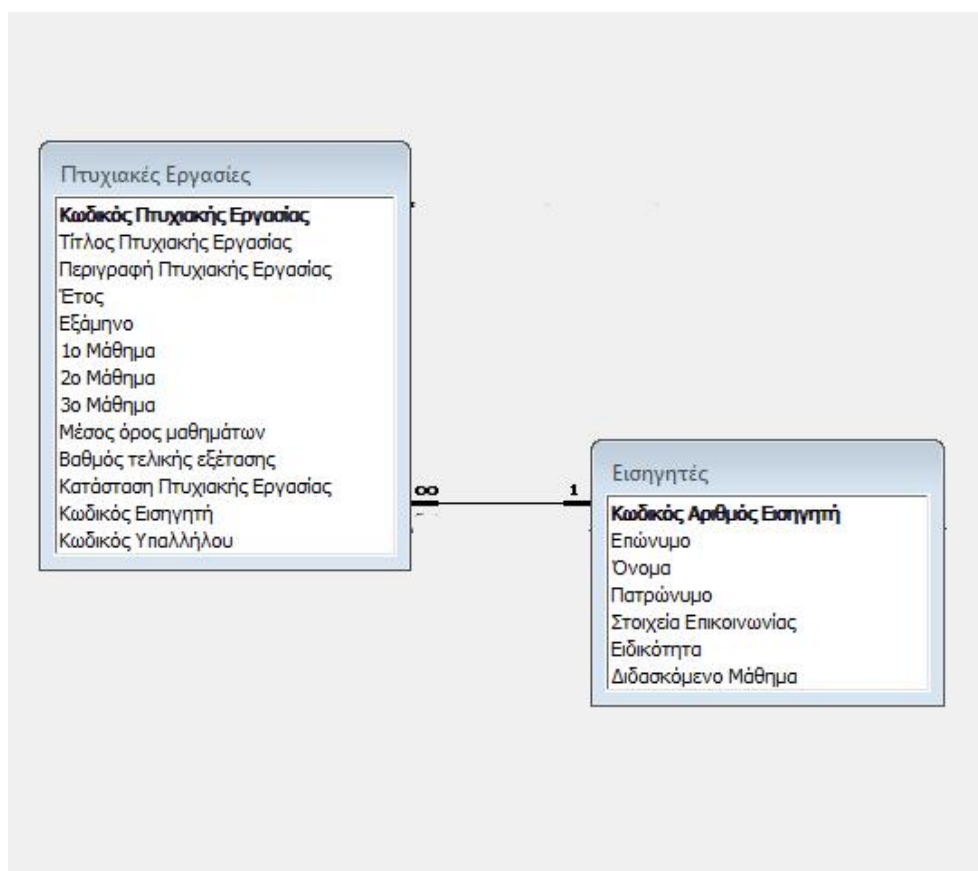 Πτυχιακές Εργασίες
Κωδικός Πτυχιακής Εργασίας
Τίτλος Πτυχιακής Εργασίας
Περιγραφή Πτυχιακής Εργασίας
Έτος
Εξάμηνο
1ο Μάθημα
2ο Μάθημα
3ο Μάθημα
Μέσος όρος μαθημάτων
Βαθμός τελικής εξέτασης
Κατάσταση Πτυχιακής Εργασίας
Κωδικός Εισηγητή
Κωδικός Υπαλλήλου
∞ 1
Εισηγητές
Κωδικός Αριθμός Εισηγητή
Επώνυμο
Όνομα
Πατρώνυμο
Στοιχεία Επικοινωνίας
Ειδικότητα
Διδασκόμενο Μάθημα